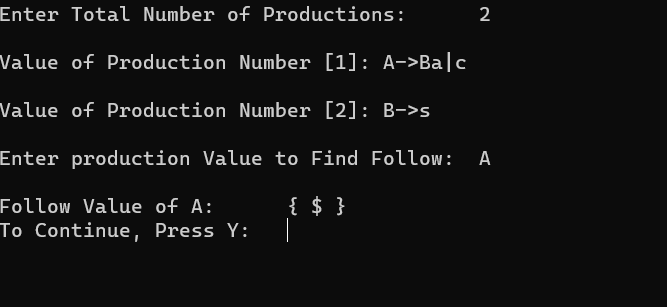 Enter Total Number of Productions:      2
Value of Production Number [1]: A->Ba|c
Value of Production Number [2]: B->s
Enter production Value to Find Follow:  A
Follow Value of A:      { $ }
To Continue, Press Y: